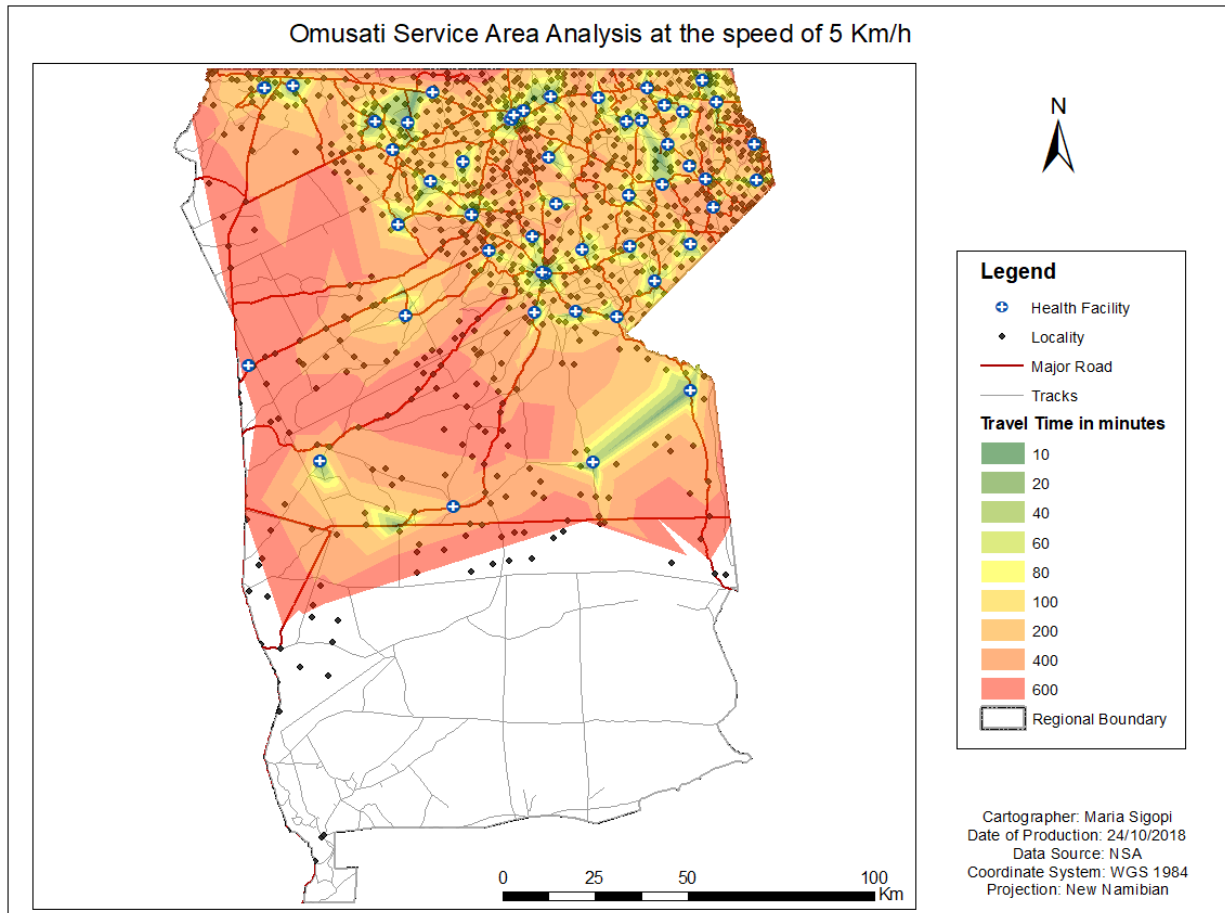 Omusati Service Area Analysis at the speed of 5 Km/h
N
Legend
Health Facility
Locality
Major Road
Tracks
Travel Time in minutes
10
20
40
60
80
100
200
400
600
Regional Boundary
Cartographer: Maria Sigopi
Date of Production: 24/10/2018
Data Source: NSA
Coordinate System: WGS 1984
Projection: New Namibian
0 25 50 100
Km